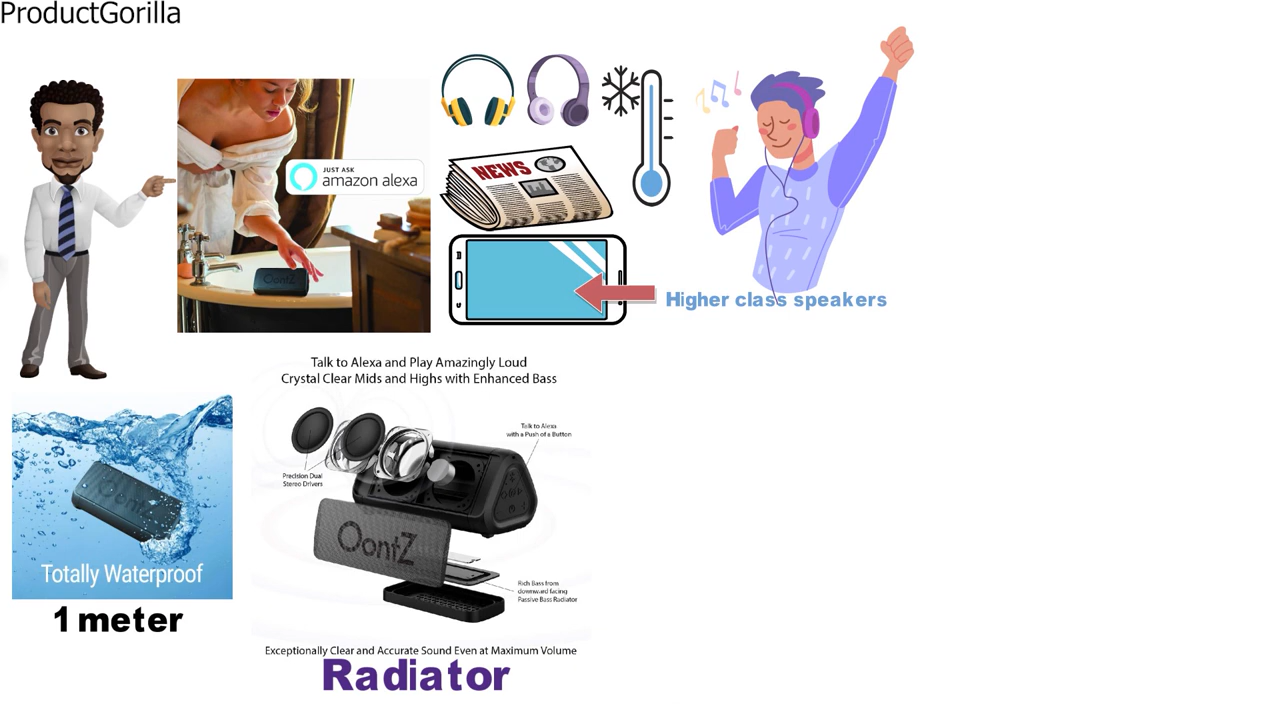 ProductGorilla
JUST ASK
amazon alexa
OontZ
NEWS
Higher class speakers
Talk to Alexa and Play Amazingly Loud
Crystal Clear Mids and Highs with Enhanced Bass
Talk to Alexa
with a Push of a Button
Precision Dual
Stereo Drivers
OontZ
Rich Bass from
downward facing
Passive Bass Radiator
Exceptionally Clear and Accurate Sound Even at Maximum Volume
Radiator
OontZ
Totally Waterproof
1 meter